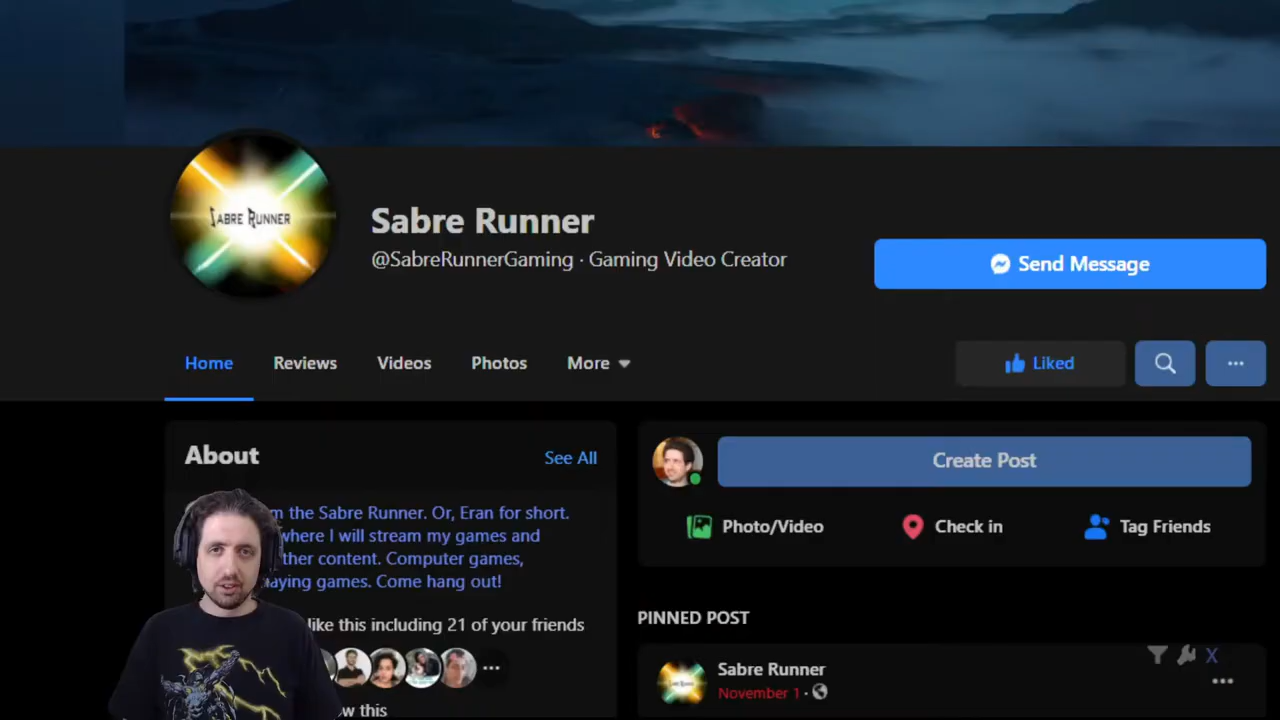 SABRE RUNNER
Sabre Runner
@SabreRunnerGaming · Gaming Video Creator
Send Message
Home Reviews Videos Photos More
Liked
About
See All
m the Sabre Runner. Or, Eran for short.
where I will stream my games and
ther content. Computer games,
aying games. Come hang out!
like this including 21 of your friends
w this
Create Post
Photo/Video Check in Tag Friends
PINNED POST
Sabre Runner
November 1 ·
X